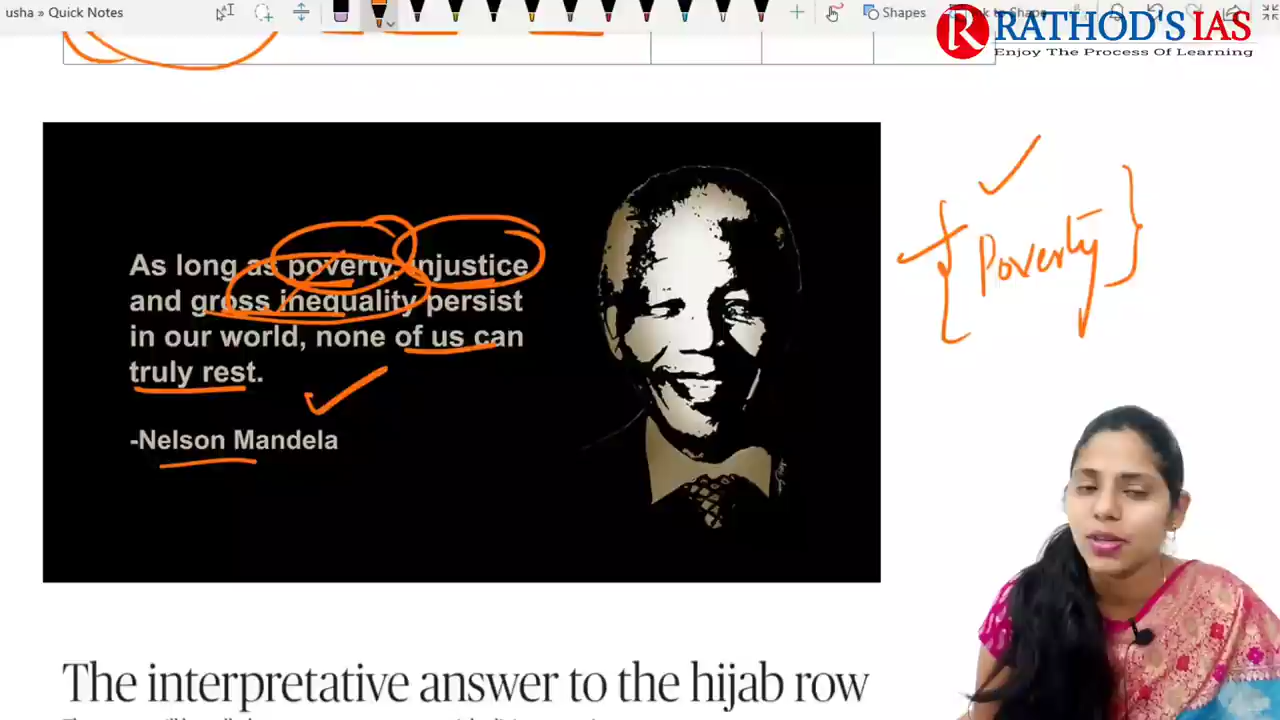 usha » Quick Notes
Shapes
RATHOD'S IAS
Enjoy The Process Of Learning
As long as poverty, injustice
and gross inequality persist
in our world, none of us can
truly rest.
-Nelson Mandela
Poverty
The interpretative answer to the hijab row